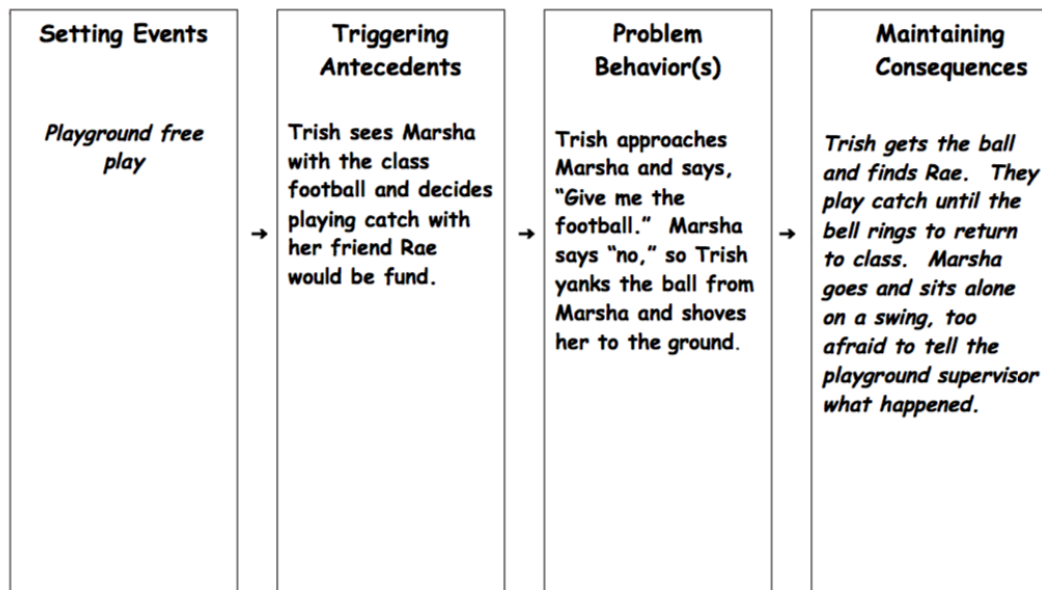 Setting Events
Playground free
play
→
Triggering
Antecedents
Trish sees Marsha
with the class
football and decides
playing catch with
her friend Rae
would be fund.
→
Problem
Behavior(s)
Trish approaches
Marsha and says,
“Give me the
football.”  Marsha
says “no,” so Trish
yanks the ball from
Marsha and shoves
her to the ground.
→
Maintaining
Consequences
Trish gets the ball
and finds Rae.  They
play catch until the
bell rings to return
to class.  Marsha
goes and sits alone
on a swing, too
afraid to tell the
playground supervisor
what happened.